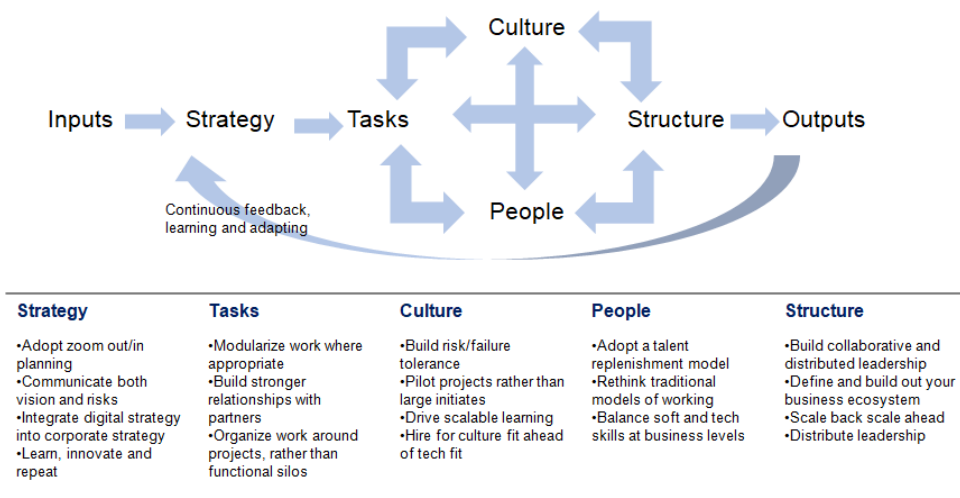 Culture
Inputs
Strategy
Tasks
Structure
Outputs
People
Continuous feedback,
learning and adapting
Strategy
•Adopt zoom out/in
planning
•Communicate both
vision and risks
•Integrate digital strategy
into corporate strategy
•Learn, innovate and
repeat
Tasks
•Modularize work where
appropriate
•Build stronger
relationships with
partners
•Organize work around
projects, rather than
functional silos
Culture
•Build risk/failure
tolerance
•Pilot projects rather than
large initiates
•Drive scalable learning
•Hire for culture fit ahead
of tech fit
People
•Adopt a talent
replenishment model
•Rethink traditional
models of working
•Balance soft and tech
skills at business levels
Structure
•Build collaborative and
distributed leadership
•Define and build out your
business ecosystem
•Scale back scale ahead
•Distribute leadership